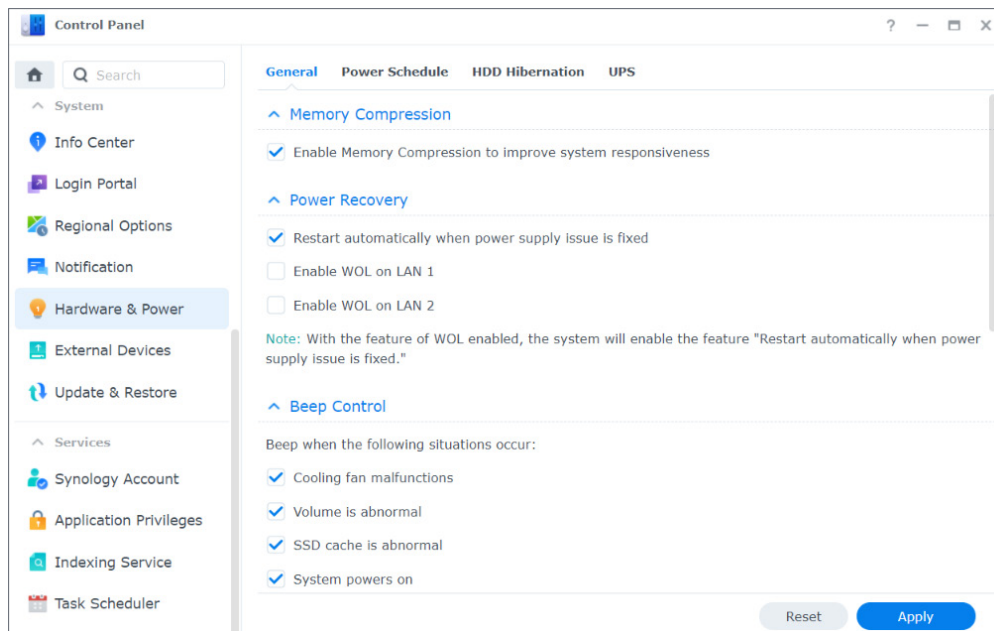 Control Panel
?
Search
System
Info Center
Login Portal
Regional Options
Notification
Hardware & Power
External Devices
Update & Restore
Services
Synology Account
Application Privileges
Indexing Service
Task Scheduler
General Power Schedule HDD Hibernation UPS
Memory Compression
Enable Memory Compression to improve system responsiveness
Power Recovery
Restart automatically when power supply issue is fixed
Enable WOL on LAN 1
Enable WOL on LAN 2
Note: With the feature of WOL enabled, the system will enable the feature "Restart automatically when power
supply issue is fixed."
Beep Control
Beep when the following situations occur:
Cooling fan malfunctions
Volume is abnormal
SSD cache is abnormal
System powers on
Reset Apply